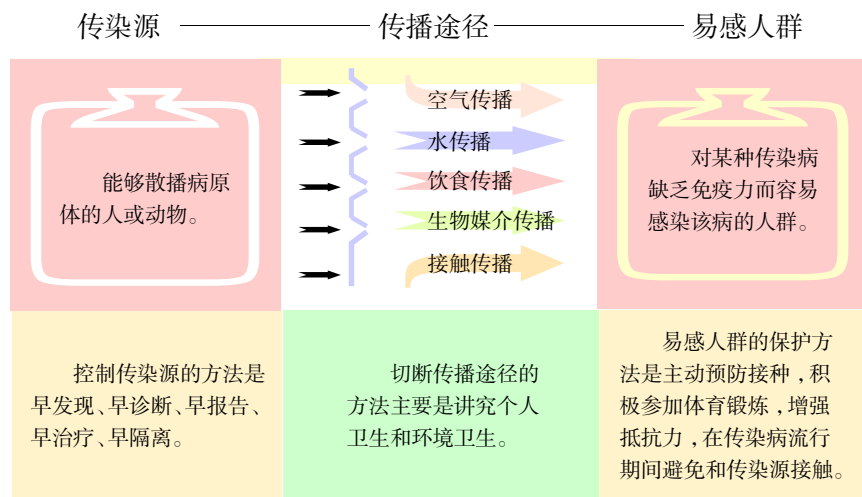 传染源
传播途径
易感人群
能够散播病原
体的人或动物。
空气传播
水传播
饮食传播
生物媒介传播
接触传播
对某种传染病
缺乏免疫力而容易
感染该病的人群。
控制传染源的方法是
早发现、早诊断、早报告、
早治疗、早隔离。
切断传播途径的
方法主要是讲究个人
卫生和环境卫生。
易感人群的保护方
法是主动预防接种，积
极参加体育锻炼，增强
抵抗力，在传染病流行
期间避免和传染源接触。